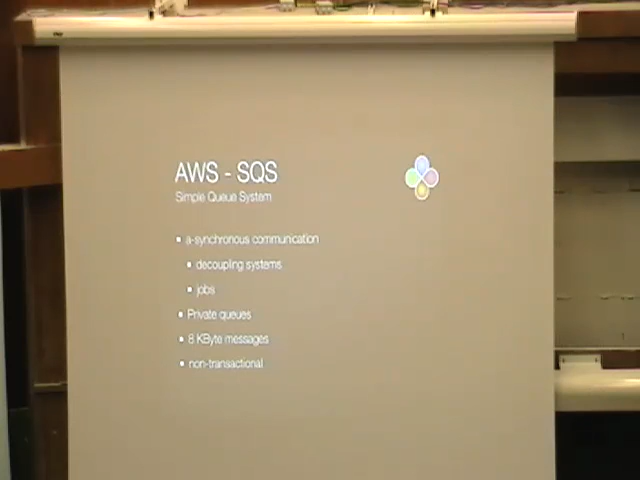 AWS - SQS
Simple Queue System
a-synchronous communication
decoupling systems
jobs
Private queues
8 KByte messages
non-transactional